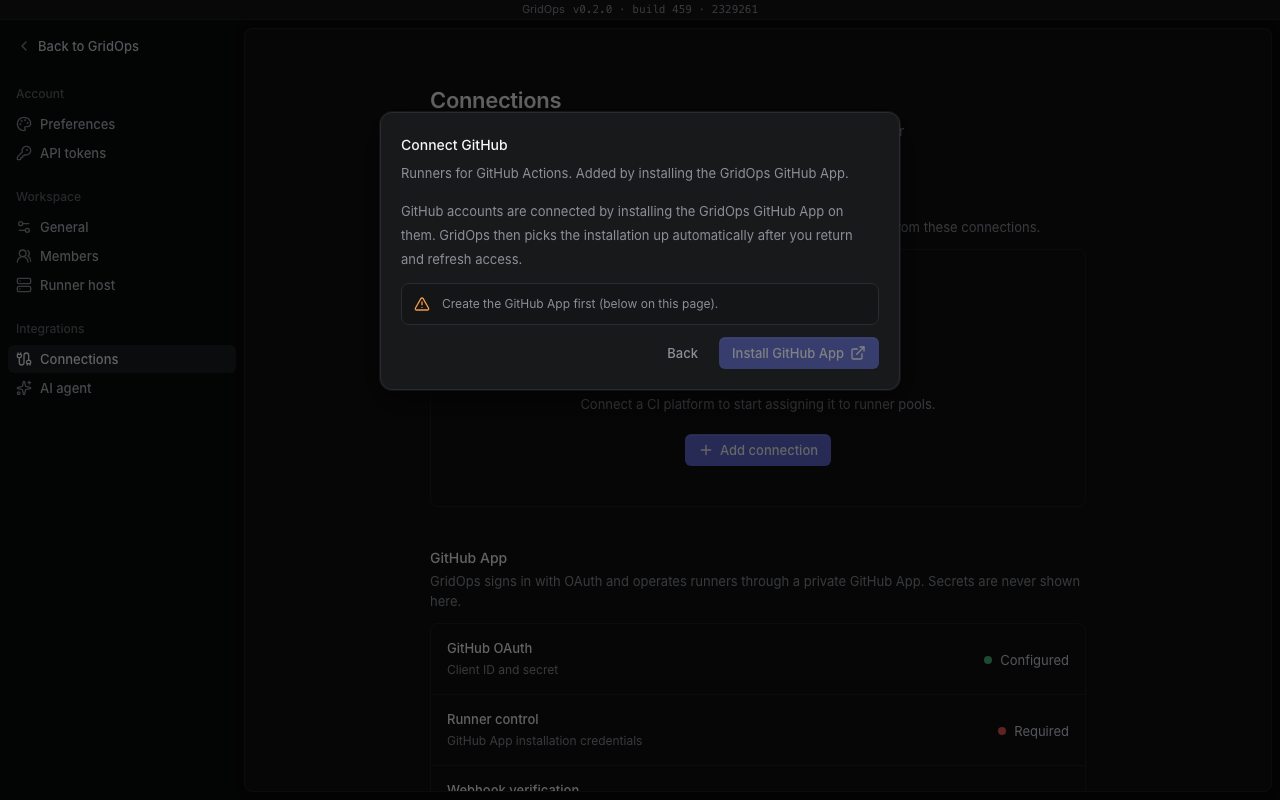 GridOps v0.2.0 · build 459 · 2329261
Back to GridOps
Account
Preferences
API tokens
Workspace
General
Members
Runner host
Integrations
Connections
AI agent
Connections
Connect GitHub
Runners for GitHub Actions. Added by installing the GridOps GitHub App.
GitHub accounts are connected by installing the GridOps GitHub App on
them. GridOps then picks the installation up automatically after you return
and refresh access.
from these connections.
Create the GitHub App first (below on this page).
Back
Install GitHub App
Connect a CI platform to start assigning it to runner pools.
Add connection
GitHub App
GridOps signs in with OAuth and operates runners through a private GitHub App. Secrets are never shown
here.
GitHub OAuth
Client ID and secret
Configured
Runner control
GitHub App installation credentials
Required
Webhook verification